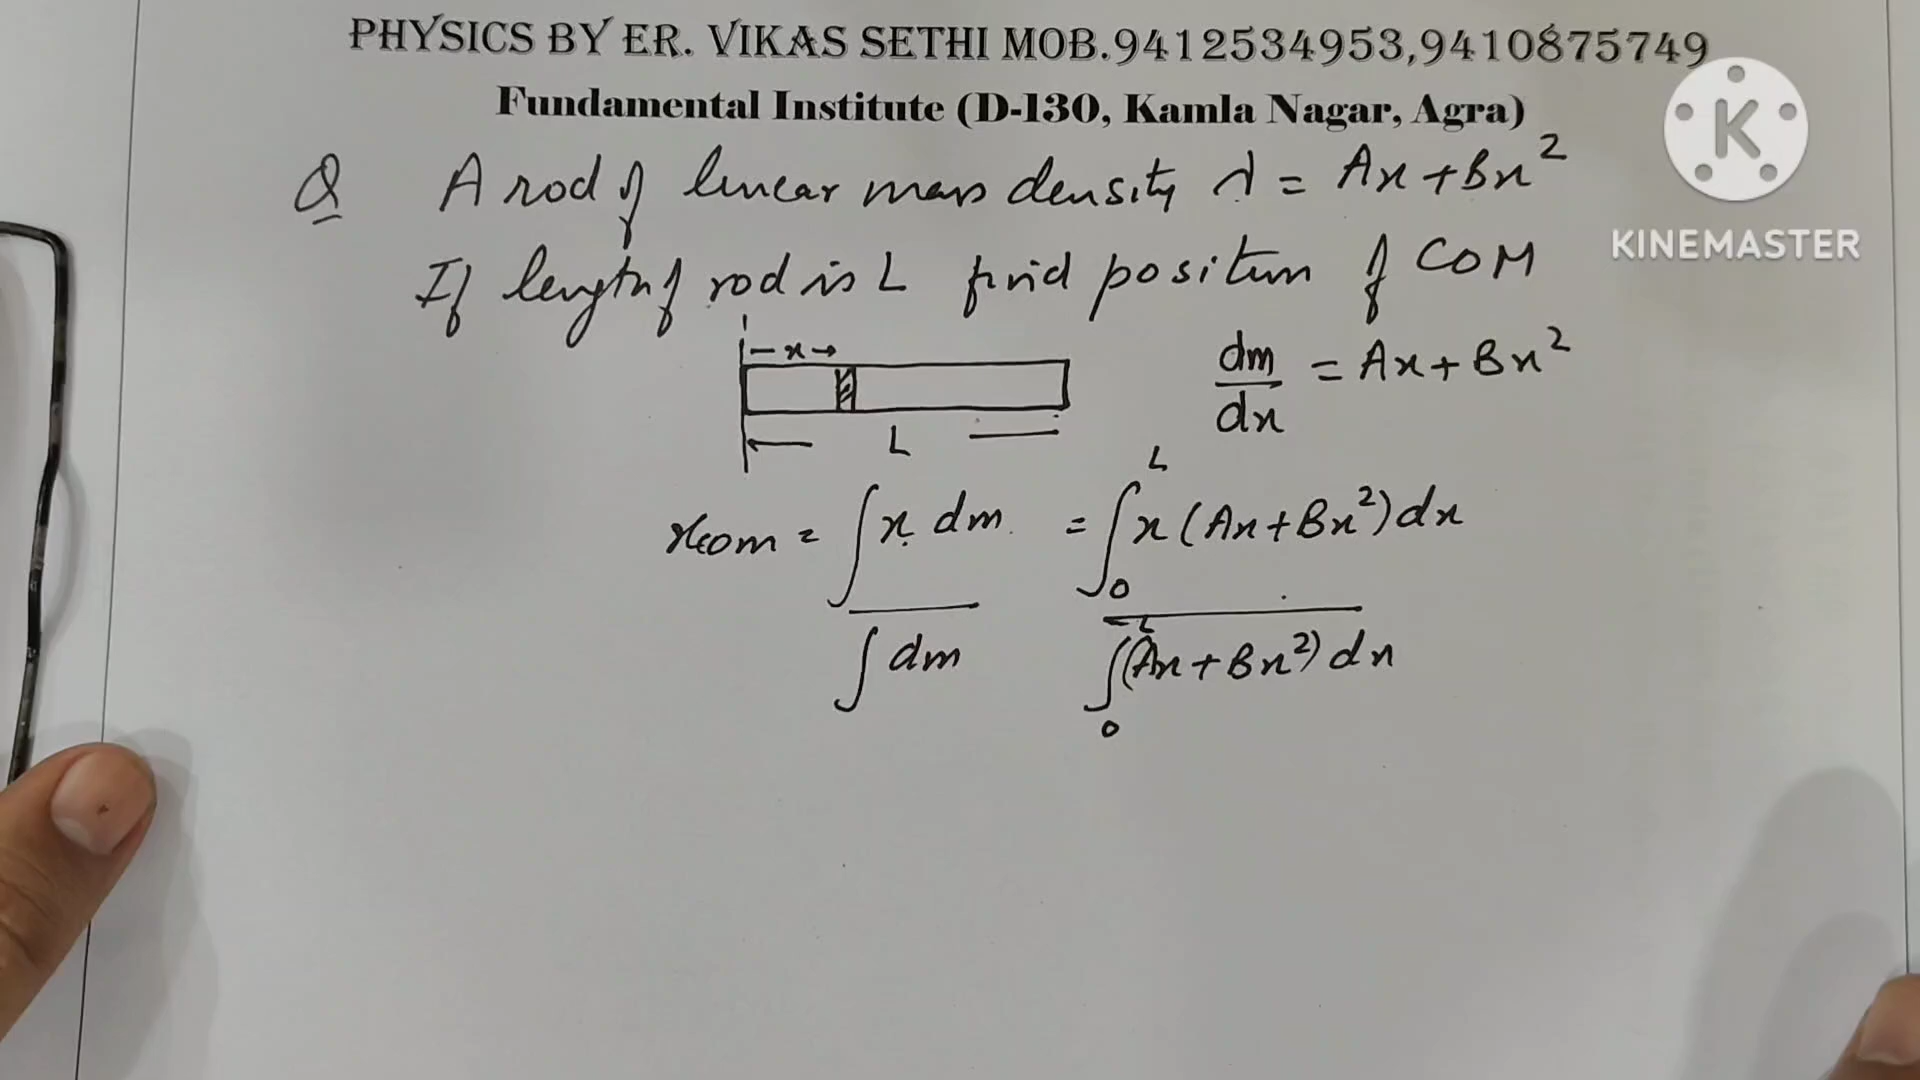 PHYSICS BY ER. VIKAS SETHI MOB.9412534953,9410875749
Fundamental Institute (D-130, Kamla Nagar, Agra)
K
KINEMASTER
Q A rod of linear mass density λ = Ax + Bx²
If length of rod is L find position of COM
x
L
dm/dx = Ax + Bx²
xcom = ∫ x dm / ∫ dm = ∫₀ᴸ x (Ax + Bx²) dx / ∫₀ᴸ (Ax + Bx²) dx